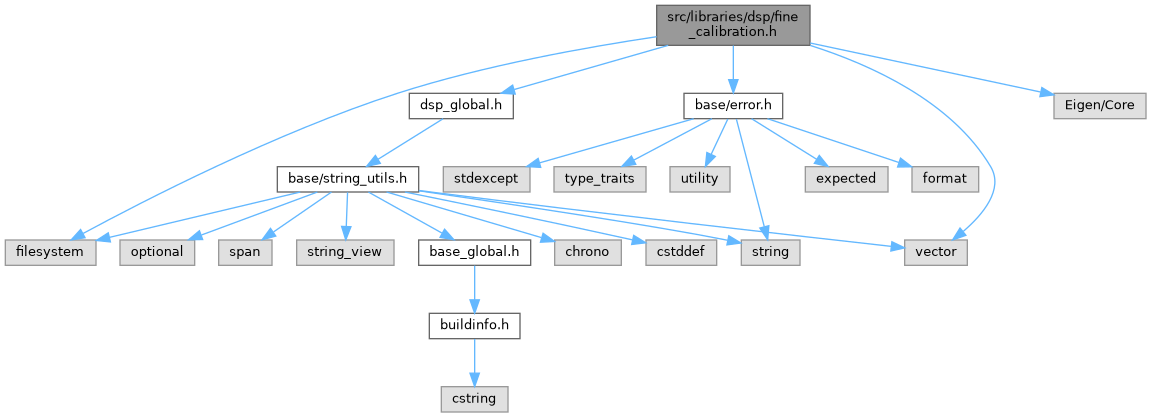 src/libraries/dsp/fine
_calibration.h
dsp_global.h
base/error.h
Eigen/Core
base/string_utils.h
stdexcept
type_traits
utility
expected
format
filesystem
optional
span
string_view
base_global.h
chrono
cstddef
string
vector
buildinfo.h
cstring